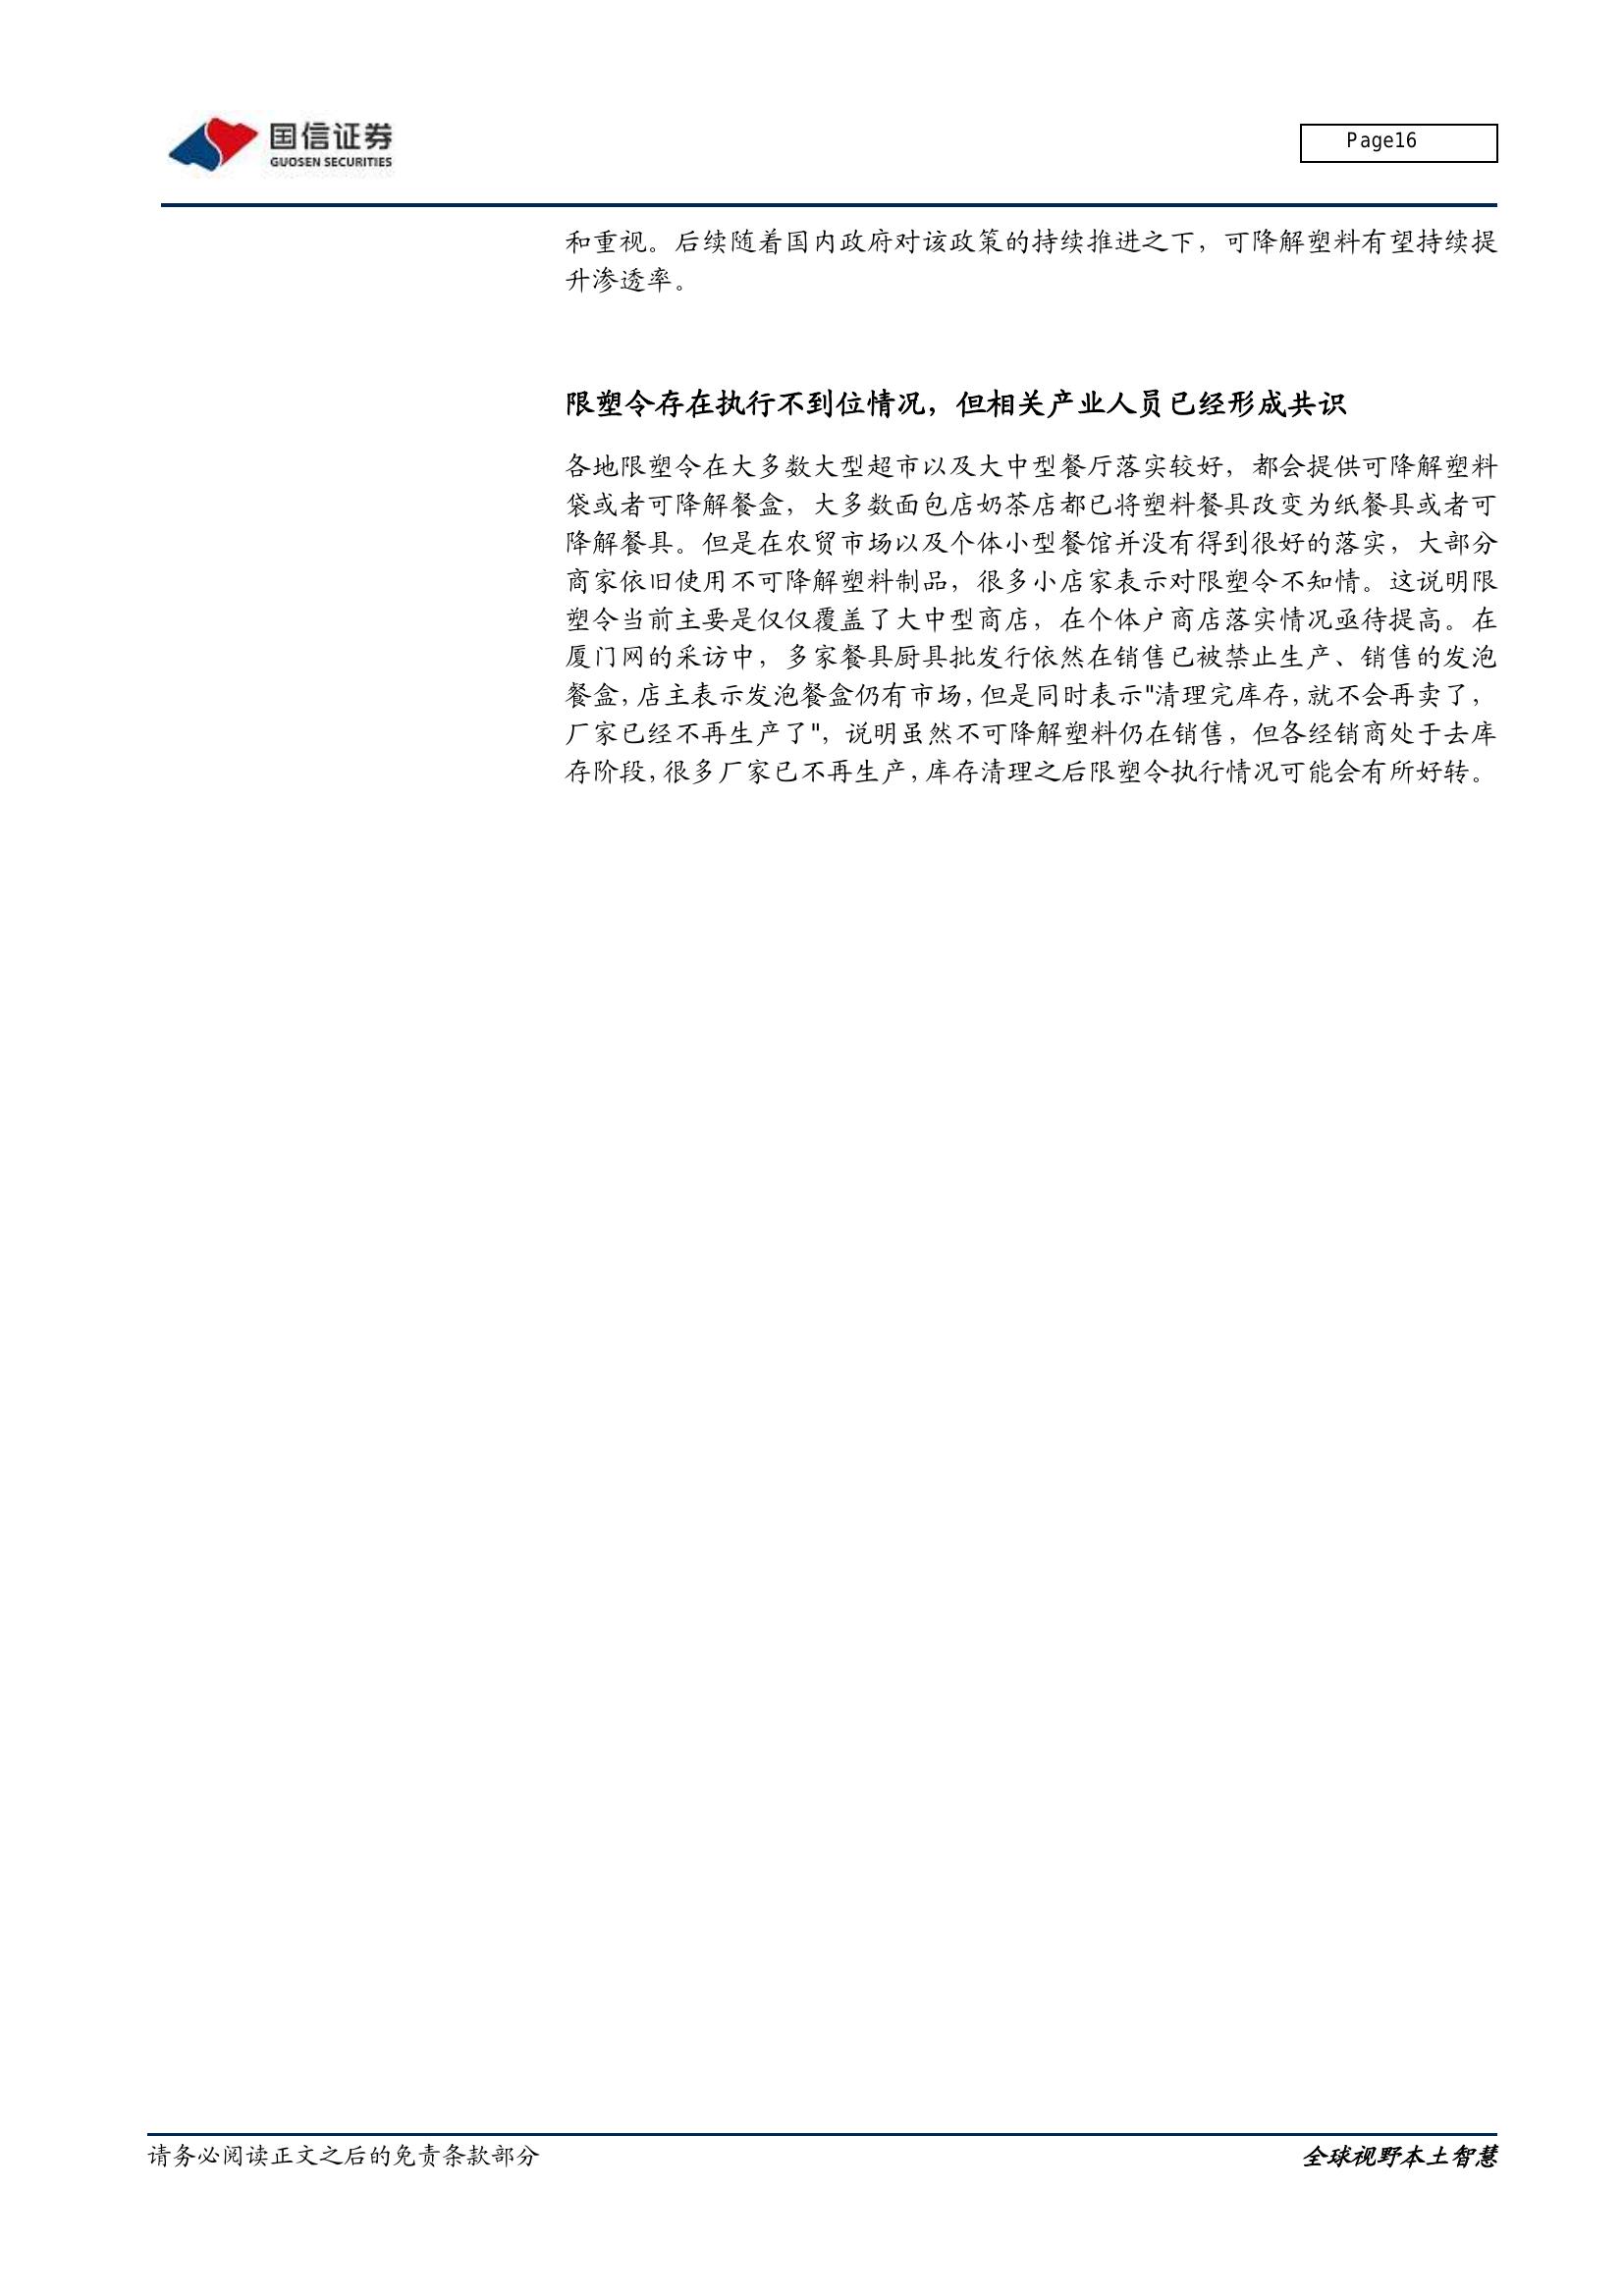 国信证券
GUOSEN SECURITIES
Page16
和重视。后续随着国内政府对该政策的持续推进之下，可降解塑料有望持续提
升渗透率。
限塑令存在执行不到位情况，但相关产业人员已经形成共识
各地限塑令在大多数大型超市以及大中型餐厅落实较好，都会提供可降解塑料
袋或者可降解餐盒，大多数面包店奶茶店都已将塑料餐具改变为纸餐具或者可
降解餐具。但是在农贸市场以及个体小型餐馆并没有得到很好的落实，大部分
商家依旧使用不可降解塑料制品，很多小店家表示对限塑令不知情。这说明限
塑令当前主要是仅仅覆盖了大中型商店，在个体户商店落实情况亟待提高。在
厦门网的采访中，多家餐具厨具批发行依然在销售已被禁止生产、销售的发泡
餐盒，店主表示发泡餐盒仍有市场，但是同时表示"清理完库存，就不会再卖了，
厂家已经不再生产了"，说明虽然不可降解塑料仍在销售，但各经销商处于去库
存阶段，很多厂家已不再生产，库存清理之后限塑令执行情况可能会有所好转。
请务必阅读正文之后的免责条款部分
全球视野本土智慧